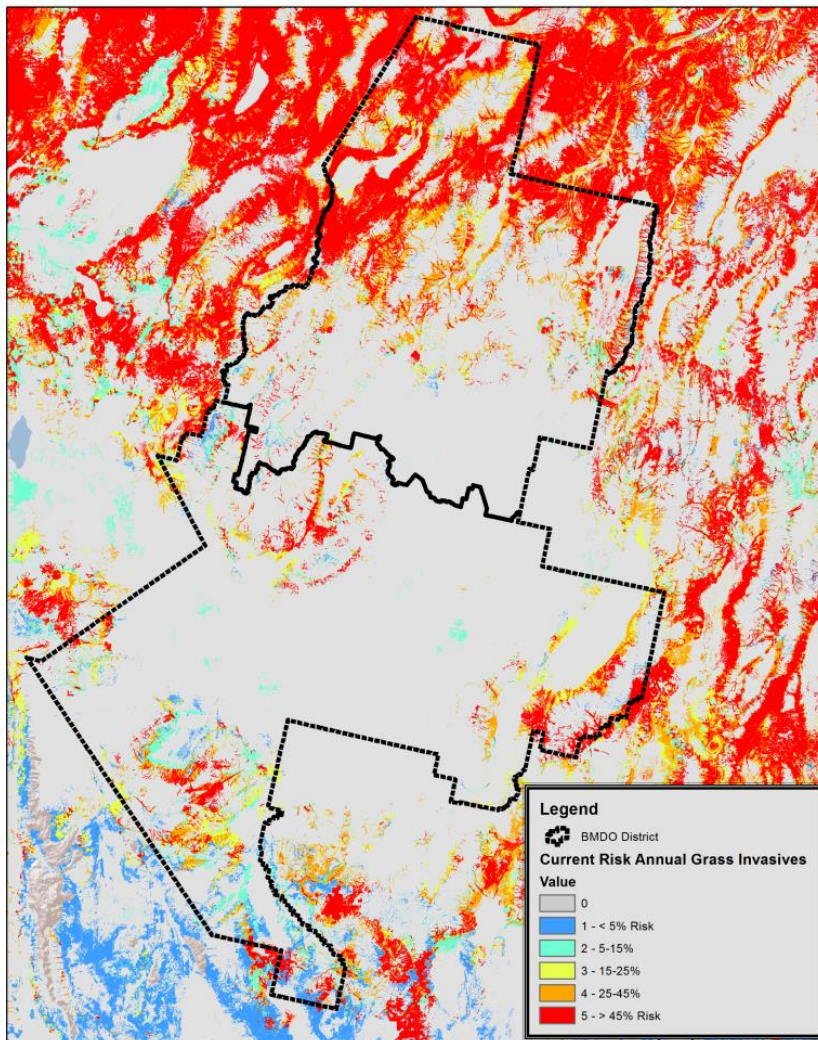 Legend
BMDO District
Current Risk Annual Grass Invasives
Value
0
1 - < 5% Risk
2 - 5-15%
3 - 15-25%
4 - 25-45%
5 - > 45% Risk